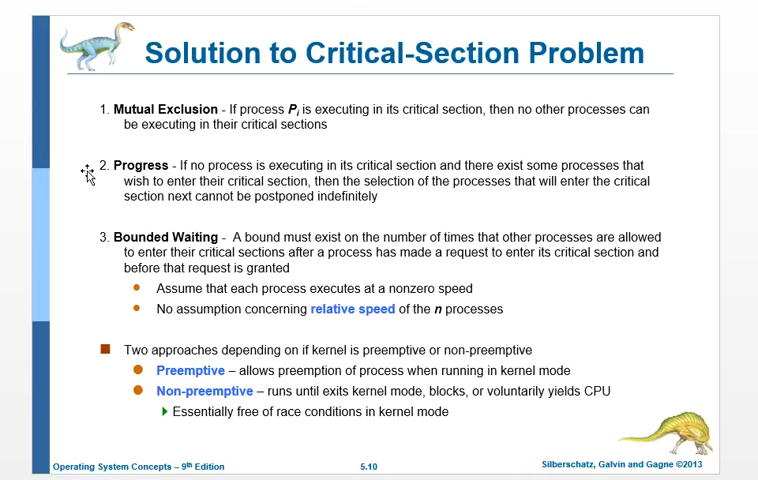 Solution to Critical-Section Problem
1. Mutual Exclusion - If process Pi is executing in its critical section, then no other processes can
be executing in their critical sections
2. Progress - If no process is executing in its critical section and there exist some processes that
wish to enter their critical section, then the selection of the processes that will enter the critical
section next cannot be postponed indefinitely
3. Bounded Waiting - A bound must exist on the number of times that other processes are allowed
to enter their critical sections after a process has made a request to enter its critical section and
before that request is granted
Assume that each process executes at a nonzero speed
No assumption concerning relative speed of the n processes
Two approaches depending on if kernel is preemptive or non-preemptive
Preemptive – allows preemption of process when running in kernel mode
Non-preemptive – runs until exits kernel mode, blocks, or voluntarily yields CPU
Essentially free of race conditions in kernel mode
Operating System Concepts – 9th Edition
5.10
Silberschatz, Galvin and Gagne ©2013